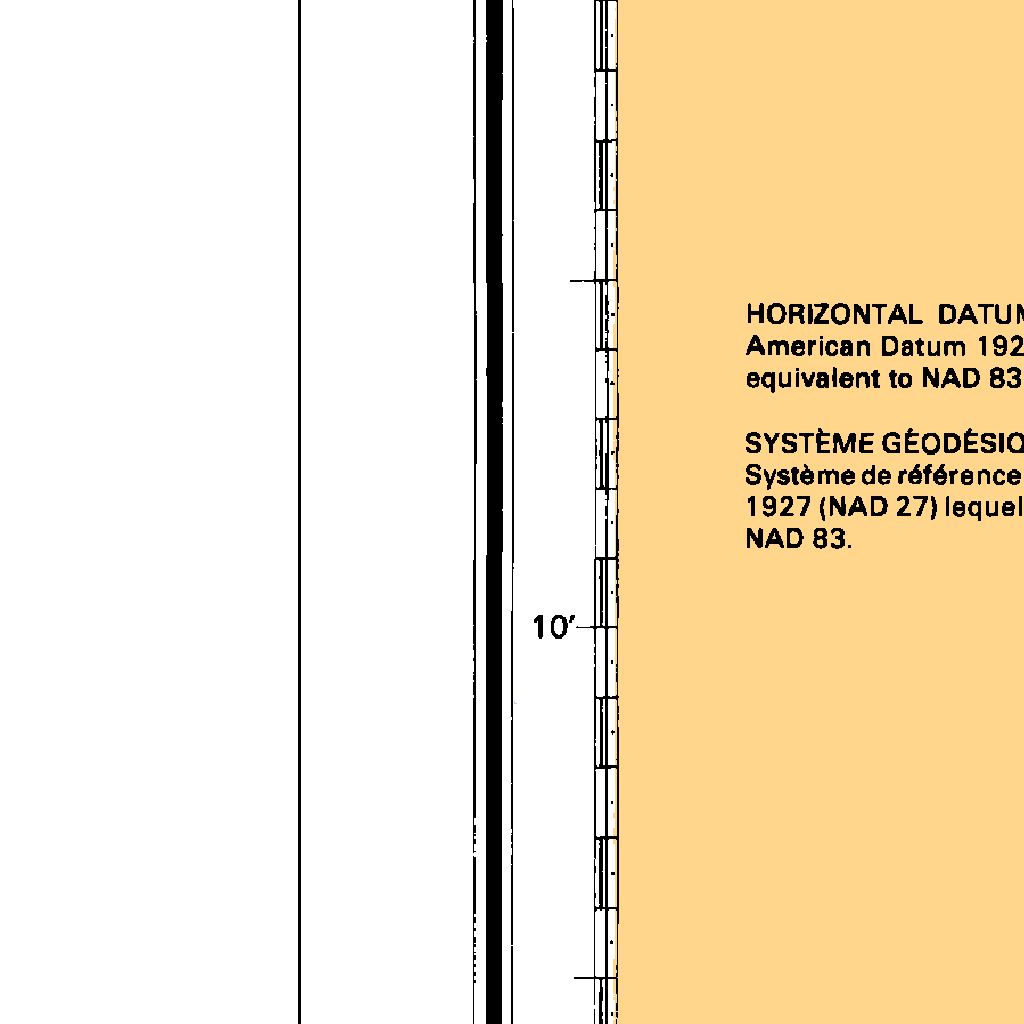 HORIZONTAL DATUM
American Datum 192
equivalent to NAD 83
SYSTÈME GÉODÉSIQ
Système de référence
1927 (NAD 27) lequel
NAD 83.
10′